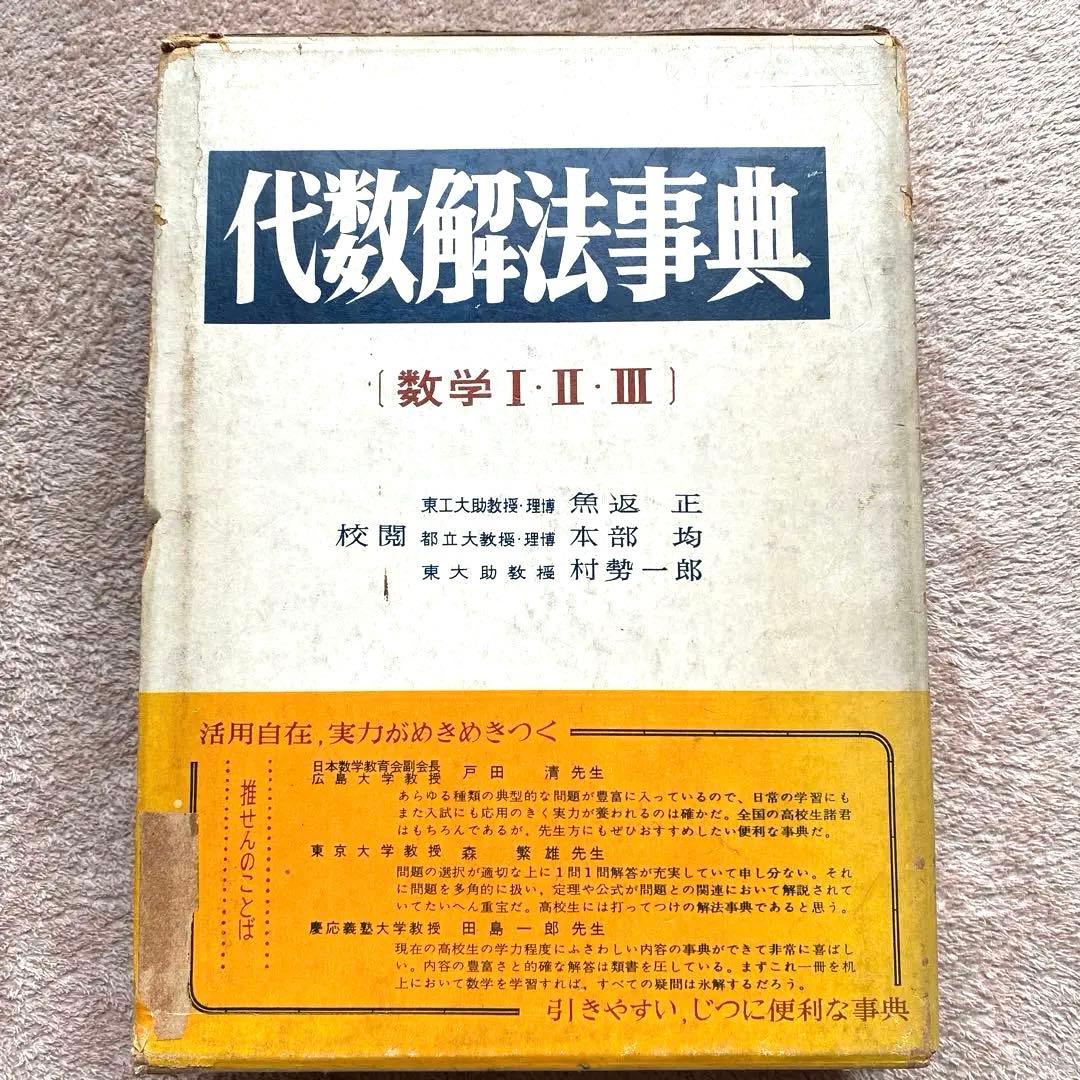 代数解法事典
〔数学Ⅰ・Ⅱ・Ⅲ〕
東工大助教授・理博 魚返 正
校閲 都立大教授・理博 本部 均
東大助教授 村勢一郎
活用自在,実力がめきめきつく
推せんのことば
日本数学教育会副会長
広島大学教授 戸田 清 先生
あらゆる種類の典型的な問題が豊富に入っているので、日常の学習にも
また入試にも応用のきく実力が養われるのは確かだ。全国の高校生諸君
はもちろんであるが、先生方にもぜひおすすめしたい便利な事典だ。
東京大学教授 森 繁雄 先生
問題の選択が適切な上に1問1問解答が充実していて申し分ない。それ
に問題を多角的に扱い、定理や公式が問題との関連において解説されて
いてたいへん重宝だ。高校生には打ってつけの解法事典であると思う。
慶応義塾大学教授 田島一郎 先生
現在の高校生の学力程度にふさわしい内容の事典ができて非常に喜ばし
い。内容の豊富さと的確な解答は類書を圧している。まずこれ一冊を机
上において数学を学習すれば、すべての疑問は氷解するだろう。
引きやすい,じつに便利な事典